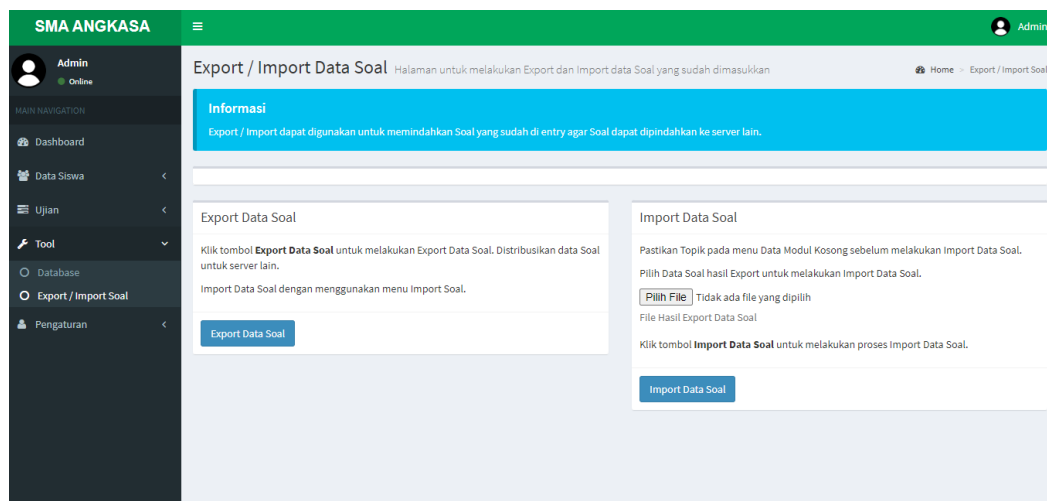 SMA ANGKASA
Admin
Admin
Online
MAIN NAVIGATION
Dashboard
Data Siswa
Ujian
Tool
Database
Export / Import Soal
Pengaturan
Export / Import Data Soal Halaman untuk melakukan Export dan Import data Soal yang sudah dimasukkan
Home > Export / Import Soal
Informasi
Export / Import dapat digunakan untuk memindahkan Soal yang sudah di entry agar Soal dapat dipindahkan ke server lain.
Export Data Soal
Klik tombol Export Data Soal untuk melakukan Export Data Soal. Distribusikan data Soal
untuk server lain.
Import Data Soal dengan menggunakan menu Import Soal.
Export Data Soal
Import Data Soal
Pastikan Topik pada menu Data Modul Kosong sebelum melakukan Import Data Soal.
Pilih Data Soal hasil Export untuk melakukan Import Data Soal.
Pilih File Tidak ada file yang dipilih
File Hasil Export Data Soal
Klik tombol Import Data Soal untuk melakukan proses Import Data Soal.
Import Data Soal